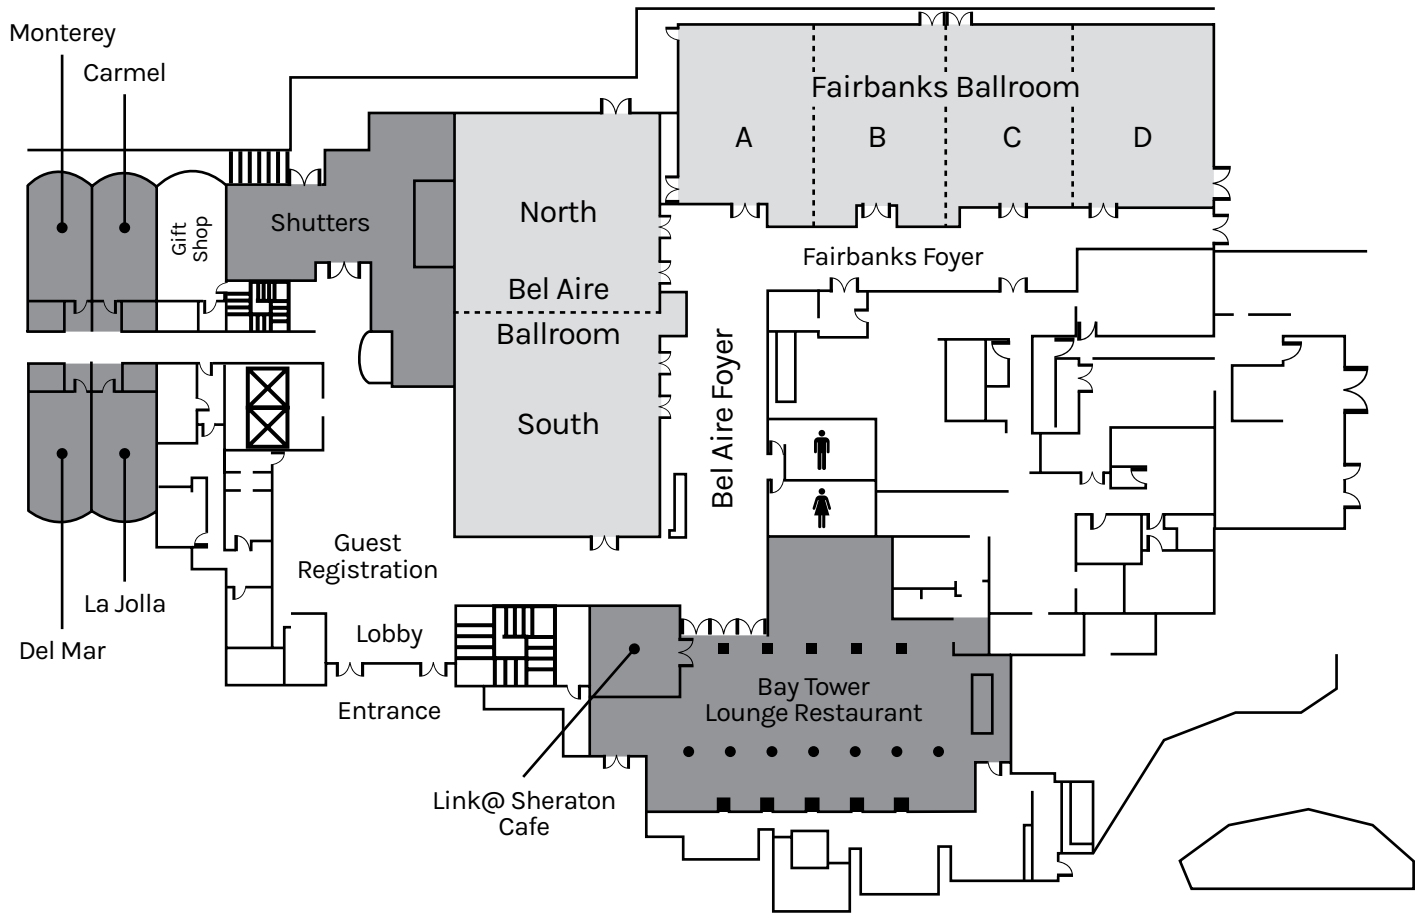 Monterey
Carmel
Fairbanks Ballroom
A
B
C
D
Gift
Shop
Shutters
North
Bel Aire
Ballroom
South
Fairbanks Foyer
Bel Aire Foyer
Guest
Registration
La Jolla
Del Mar
Lobby
Entrance
Bay Tower
Lounge Restaurant
Link@ Sheraton
Cafe